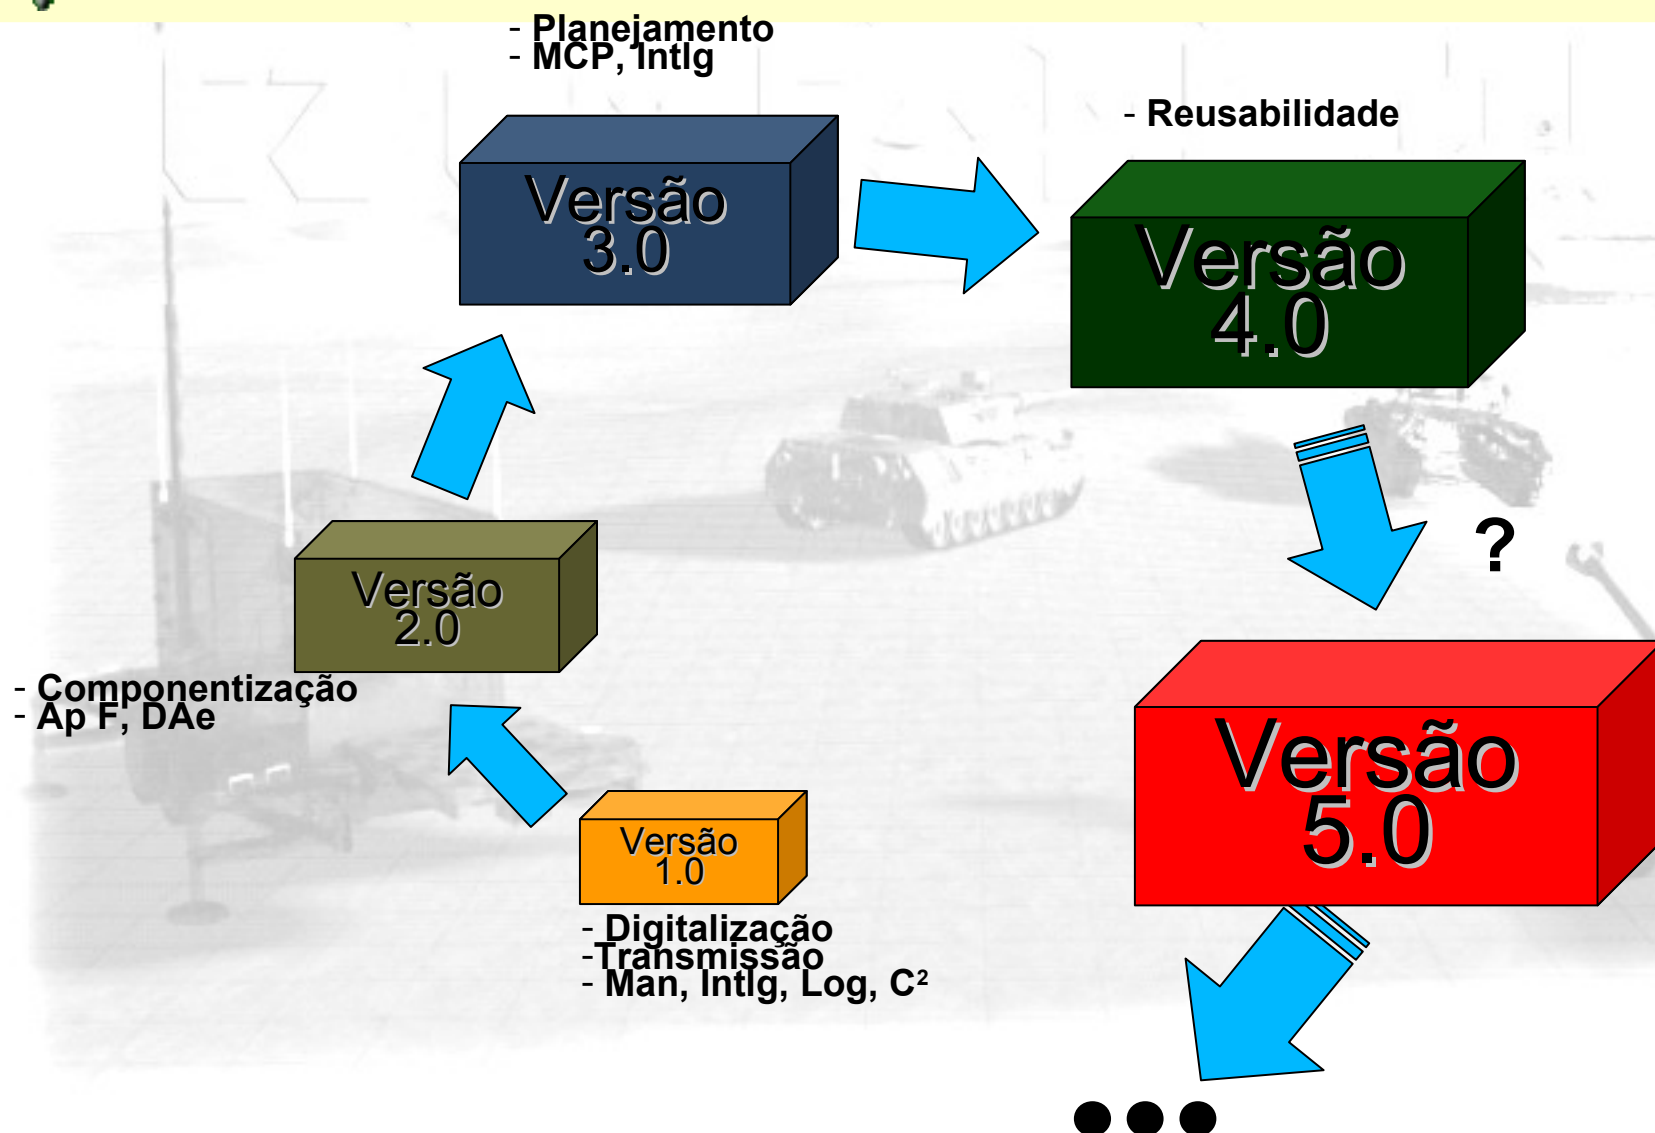 - Planejamento
- MCP, Intlg
Versão
3.0
- Reusabilidade
Versão
4.0
?
Versão
2.0
- Componentização
- Ap F, DAe
Versão
1.0
- Digitalização
-Transmissão
- Man, Intlg, Log, C²
Versão
5.0
●●●